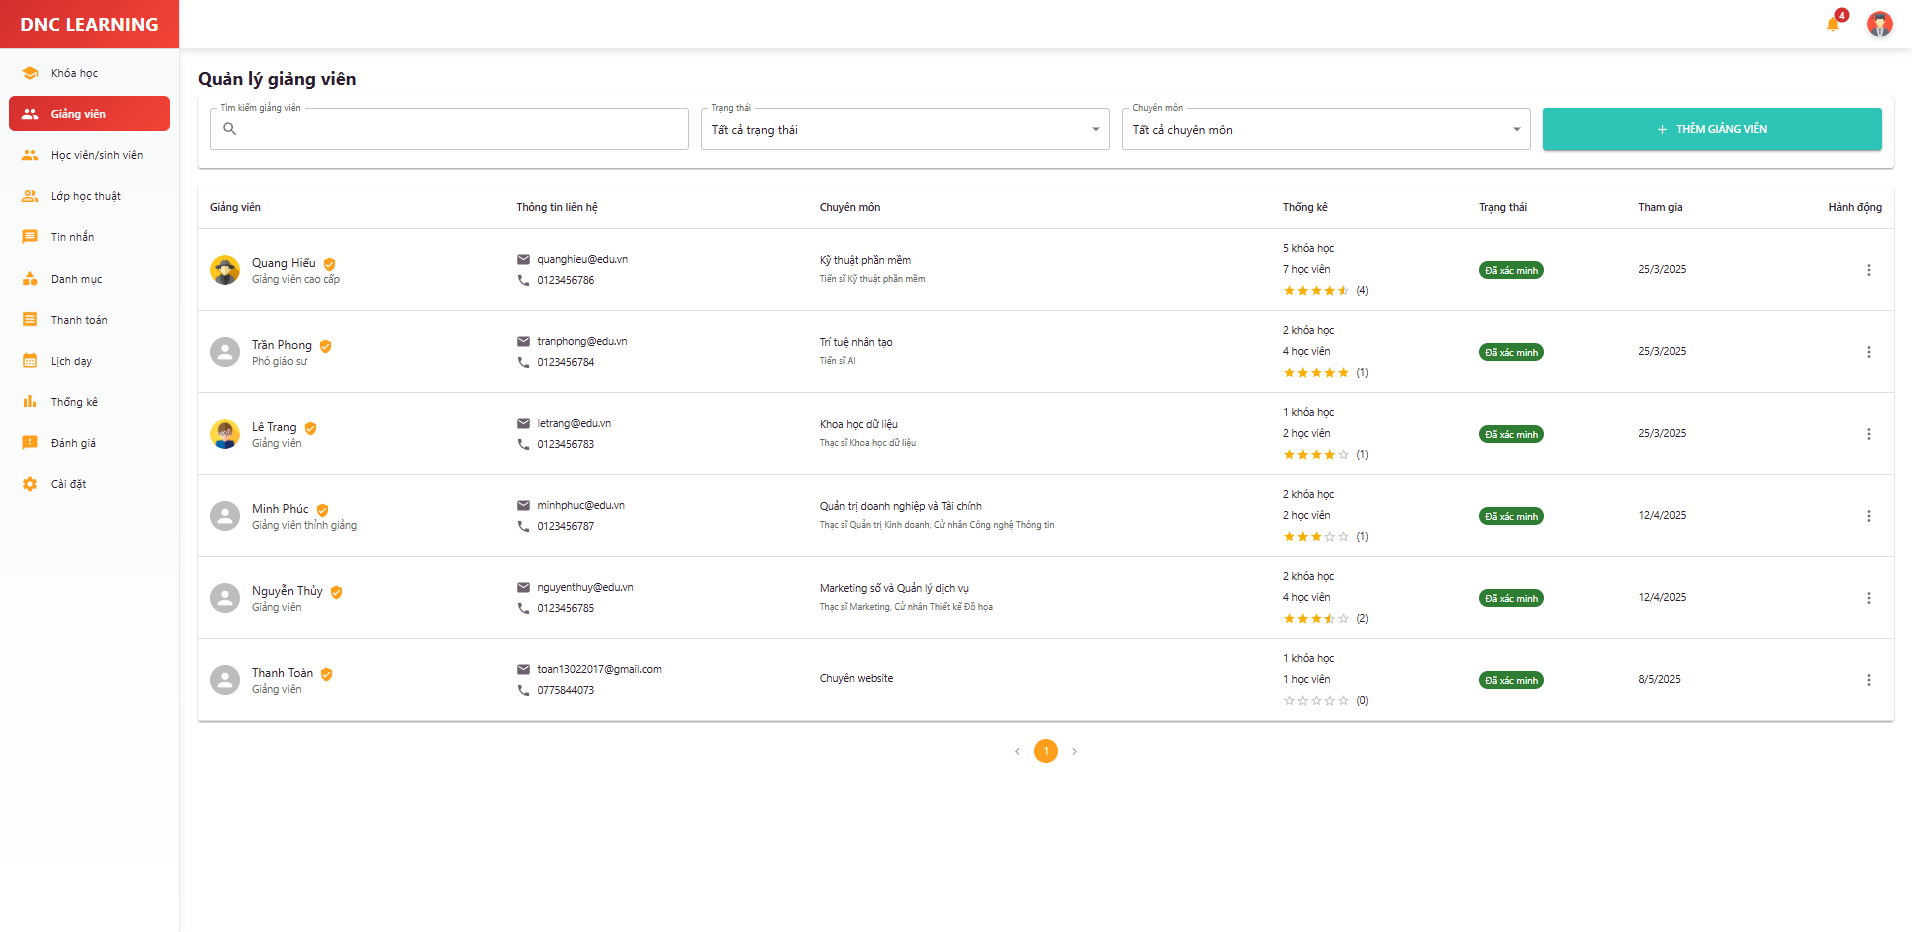 DNC LEARNING
4
Khóa học
Giảng viên
Học viên/sinh viên
Lớp học thuật
Tin nhắn
Danh mục
Thanh toán
Lịch dạy
Thống kê
Đánh giá
Cài đặt
Quản lý giảng viên
Tìm kiếm giảng viên
Trạng thái
Tất cả trạng thái
Chuyên môn
Tất cả chuyên môn
THÊM GIẢNG VIÊN
Giảng viên Thông tin liên hệ Chuyên môn Thống kê Trạng thái Tham gia Hành động
Quang Hiếu
Giảng viên cao cấp
quanghieu@edu.vn
0123456786
Kỹ thuật phần mềm
Tiến sĩ Kỹ thuật phần mềm
5 khóa học
7 học viên
(4)
Đã xác minh
25/3/2025
Trần Phong
Phó giáo sư
tranphong@edu.vn
0123456784
Trí tuệ nhân tạo
Tiến sĩ AI
2 khóa học
4 học viên
(1)
Đã xác minh
25/3/2025
Lê Trang
Giảng viên
letrang@edu.vn
0123456783
Khoa học dữ liệu
Thạc sĩ Khoa học dữ liệu
1 khóa học
2 học viên
(1)
Đã xác minh
25/3/2025
Minh Phúc
Giảng viên thỉnh giảng
minhphuc@edu.vn
0123456787
Quản trị doanh nghiệp và Tài chính
Thạc sĩ Quản trị Kinh doanh, Cử nhân Công nghệ Thông tin
2 khóa học
2 học viên
(1)
Đã xác minh
12/4/2025
Nguyễn Thủy
Giảng viên
nguyenthuy@edu.vn
0123456785
Marketing số và Quản lý dịch vụ
Thạc sĩ Marketing, Cử nhân Thiết kế Đồ họa
2 khóa học
4 học viên
(2)
Đã xác minh
12/4/2025
Thanh Toàn
Giảng viên
toan13022017@gmail.com
0775844073
Chuyên website
1 khóa học
1 học viên
(0)
Đã xác minh
8/5/2025
1